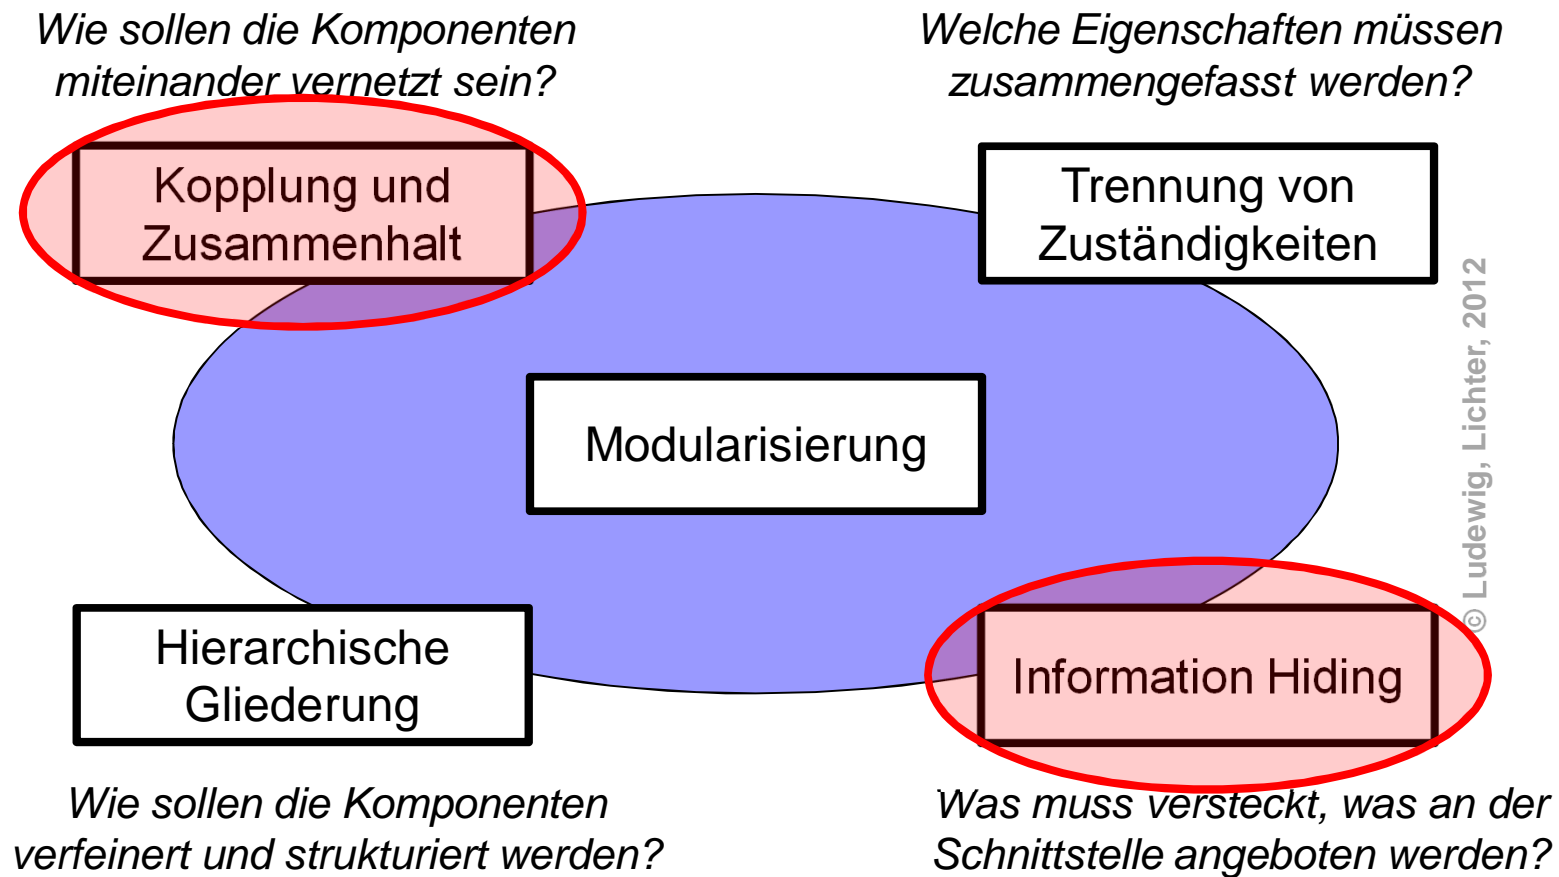 Wie sollen die Komponenten
miteinander vernetzt sein?
Welche Eigenschaften müssen
zusammengefasst werden?
Kopplung und
Zusammenhalt
Trennung von
Zuständigkeiten
Modularisierung
Hierarchische
Gliederung
Information Hiding
Wie sollen die Komponenten
verfeinert und strukturiert werden?
Was muss versteckt, was an der
Schnittstelle angeboten werden?
© Ludewig, Lichter, 2012